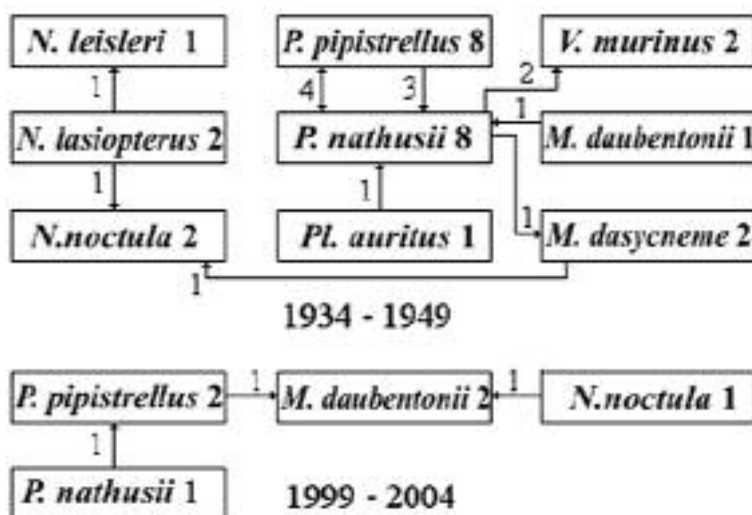 N. leisleri 1
P. pipistrellus 8
V. murinus 2
1
4
3
2
1
N. lasiopterus 2
P. nathusii 8
M. daubentonii 1
1
1
1
N.noctula 2
Pl. auritus 1
M. dasycneme 2
1
1934 - 1949
P. pipistrellus 2
1
M. daubentonii 2
1
N.noctula 1
1
P. nathusii 1
1999 - 2004